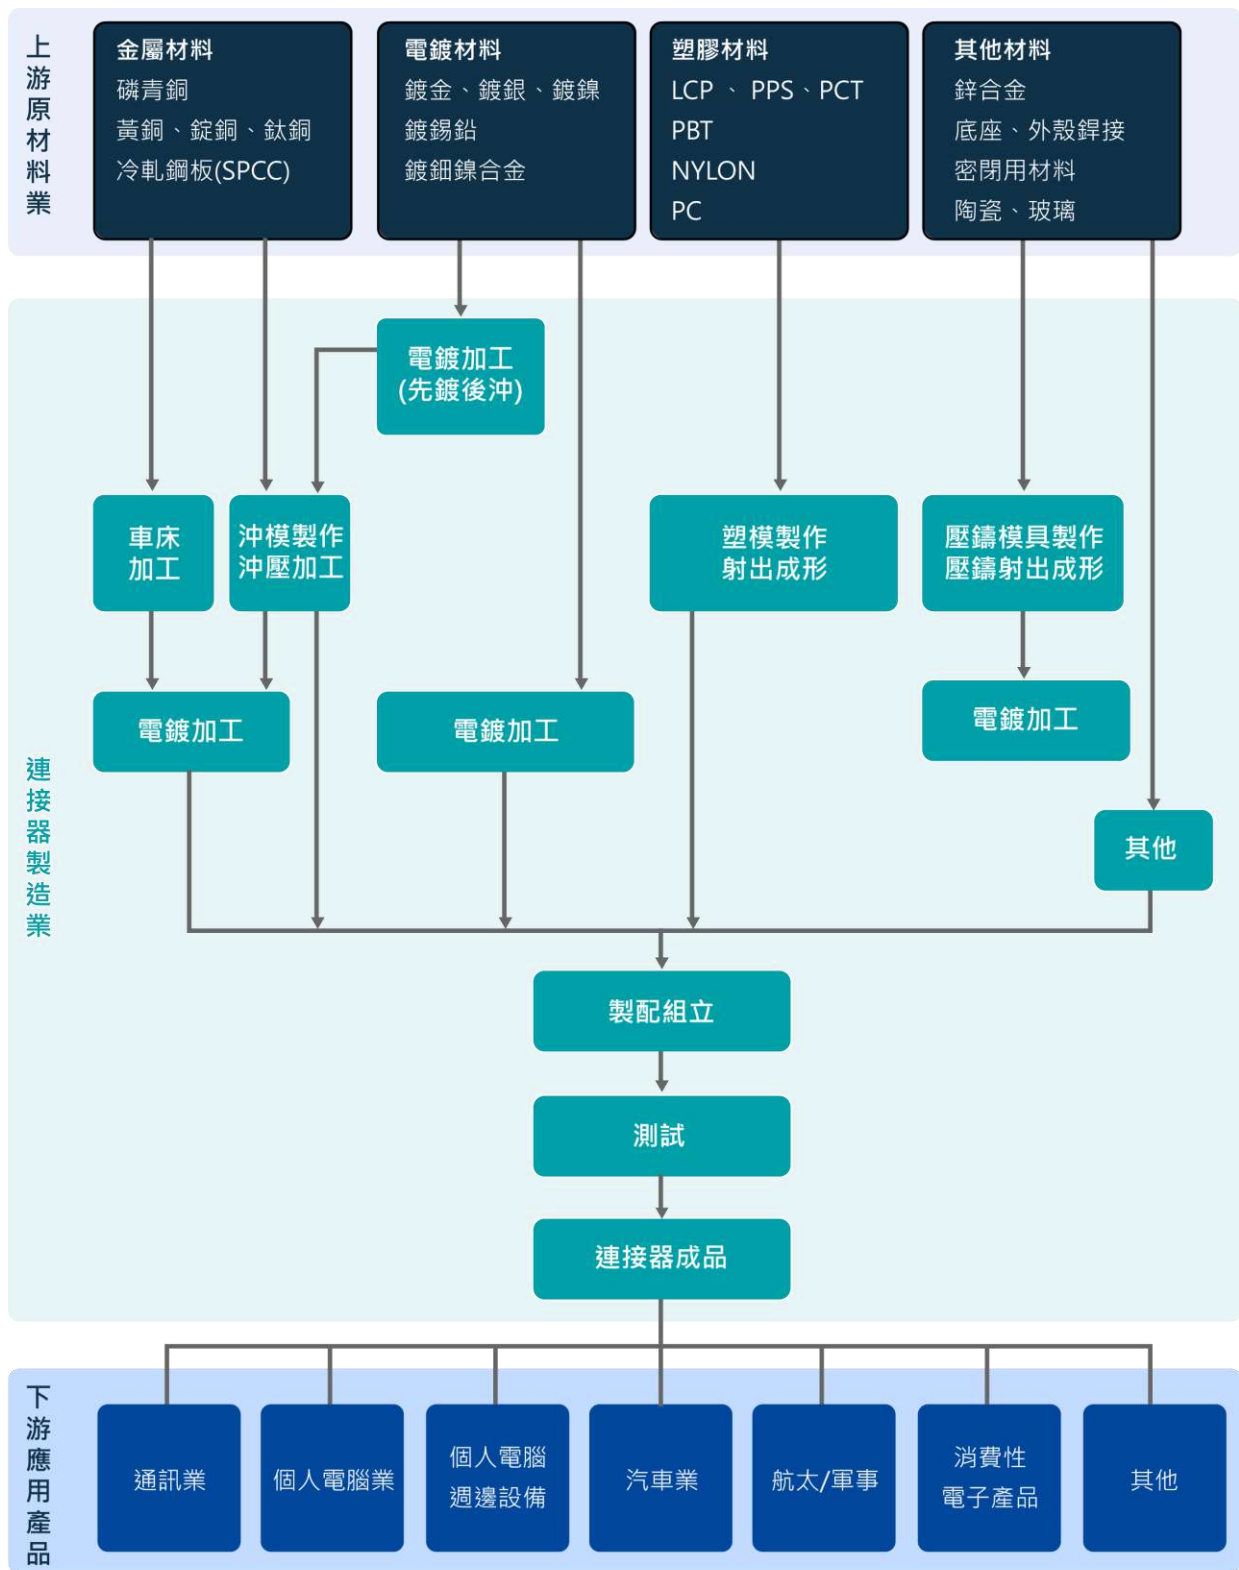 上游原材料業
金屬材料
磷青銅
黃銅、錠銅、鈦銅
冷軋鋼板(SPCC)
電鍍材料
鍍金、鍍銀、鍍鎳
鍍錫鉛
鍍鈿鎳合金
塑膠材料
LCP 、 PPS、PCT
PBT
NYLON
PC
其他材料
鋅合金
底座、外殼銲接
密閉用材料
陶瓷、玻璃
連接器製造業
電鍍加工
(先鍍後沖)
車床
加工
沖模製作
沖壓加工
塑模製作
射出成形
壓鑄模具製作
壓鑄射出成形
電鍍加工
電鍍加工
電鍍加工
其他
製配組立
測試
連接器成品
下游應用產品
通訊業
個人電腦業
個人電腦
週邊設備
汽車業
航太/軍事
消費性
電子產品
其他